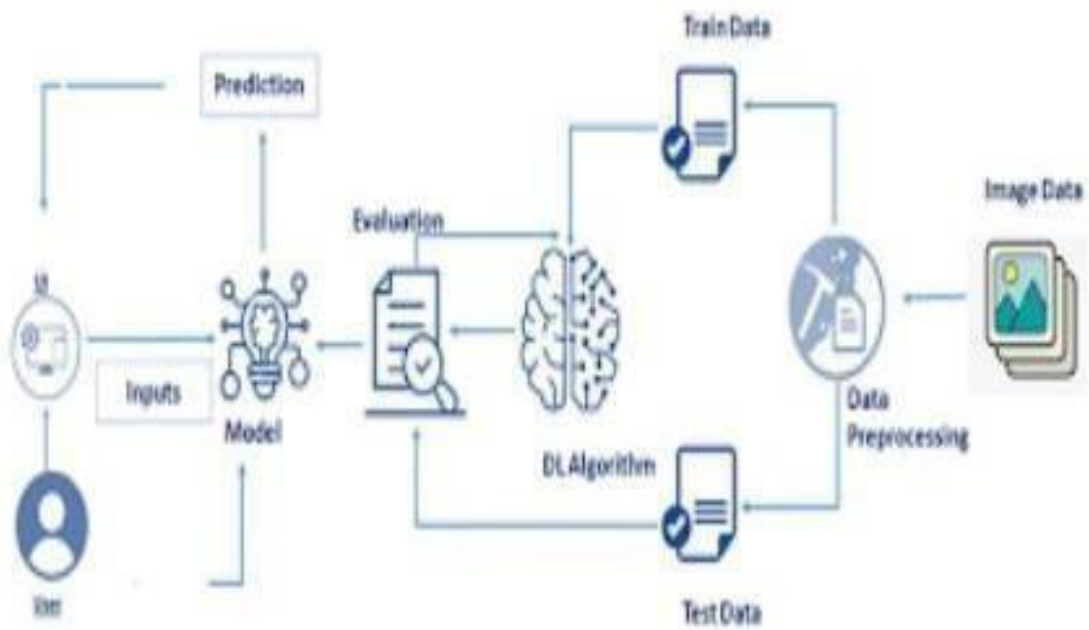 Train Data
Prediction
Image Data
Evaluation
UI
Inputs
Model
Data
Preprocessing
DL Algorithm
User
Test Data